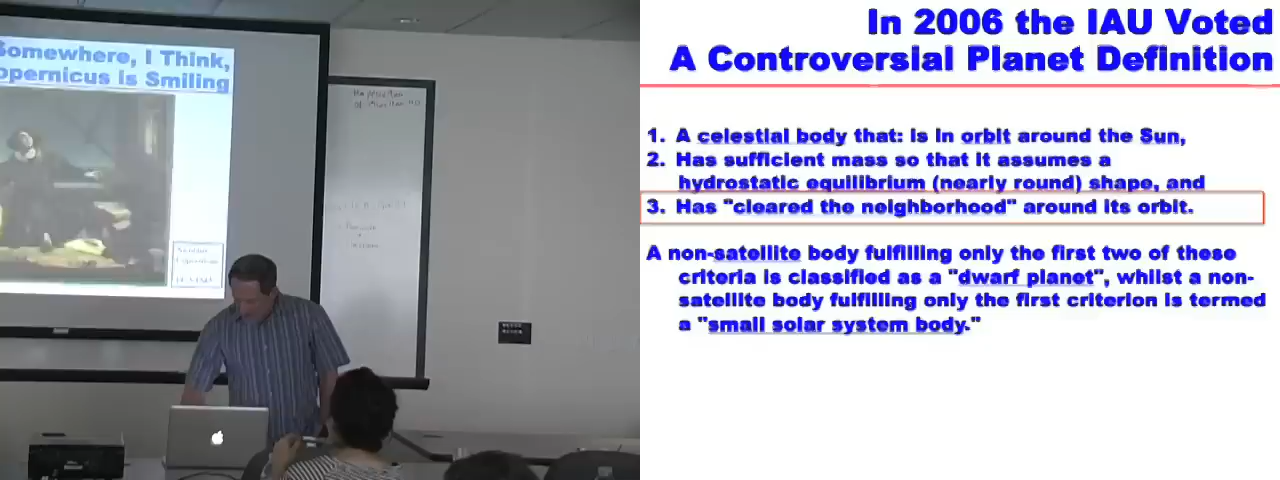 Somewhere, I Think,
opernicus is Smiling
In 2006 the IAU Voted
A Controversial Planet Definition
1. A celestial body that: is in orbit around the Sun,
2. Has sufficient mass so that it assumes a
hydrostatic equilibrium (nearly round) shape, and
3. Has "cleared the neighborhood" around its orbit.
A non-satellite body fulfilling only the first two of these
criteria is classified as a "dwarf planet", whilst a non-
satellite body fulfilling only the first criterion is termed
a "small solar system body."